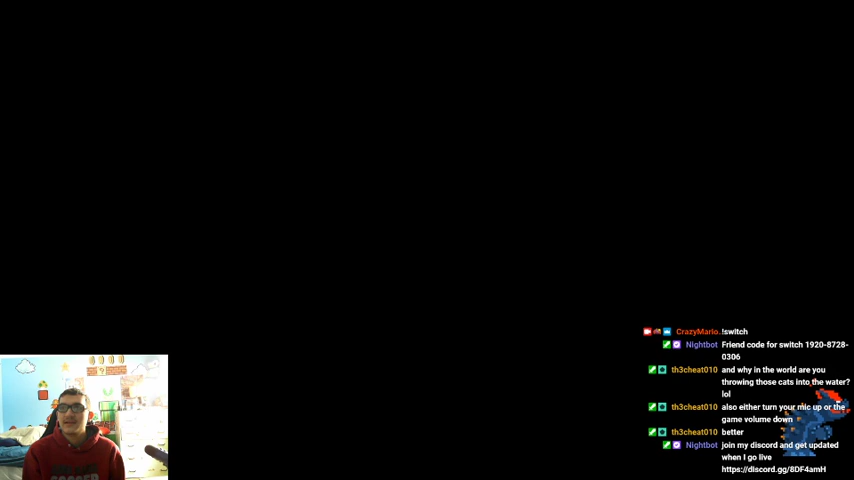 CrazyMario. !switch
Nightbot Friend code for switch 1920-8728-
0306
th3cheat010 and why in the world are you
throwing those cats into the water?
lol
th3cheat010 also either turn your mic up or the
game volume down
th3cheat010 better
Nightbot join my discord and get updated
when I go live
https://discord.gg/8DF4amH
SOCCER